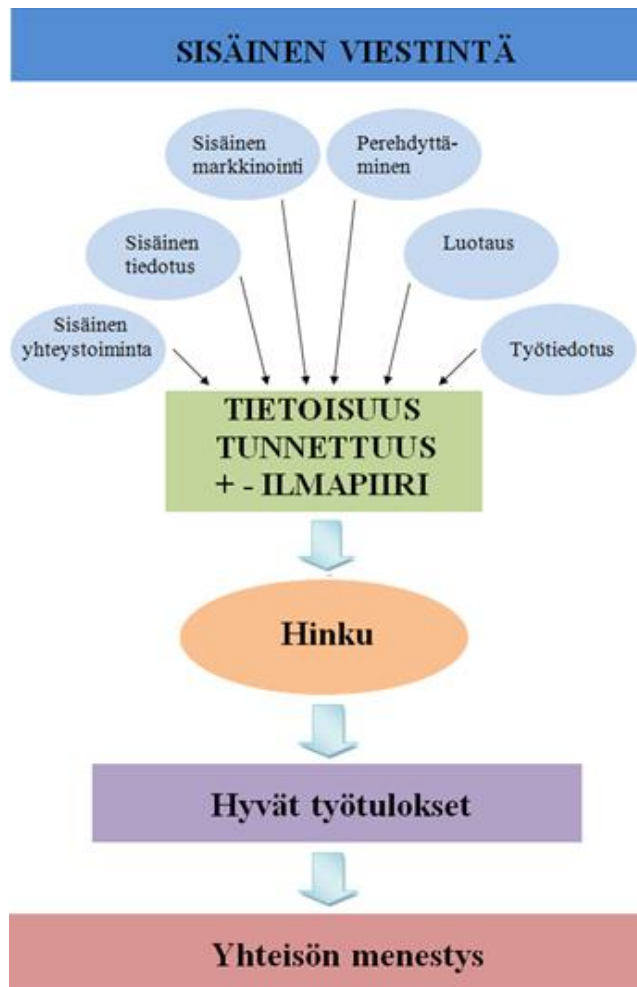 SISÄINEN VIESTINTÄ
Sisäinen
markkinointi
Perehdyttä-
minen
Sisäinen
tiedotus
Luotaus
Sisäinen
yhteystoiminta
Työtiedotus
TIETOISUUS
TUNNETTUUS
+ - ILMAPIIRI
Hinku
Hyvät työtulokset
Yhteisön menestys